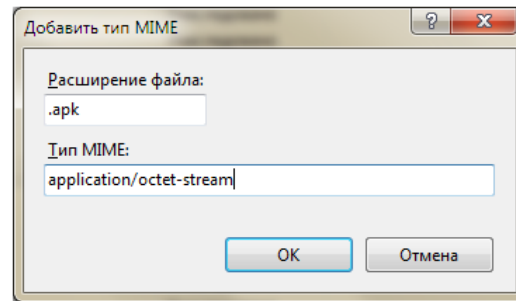 Добавить тип MIME
Расширение файла:
.apk
Тип MIME:
application/octet-stream
OK
Отмена